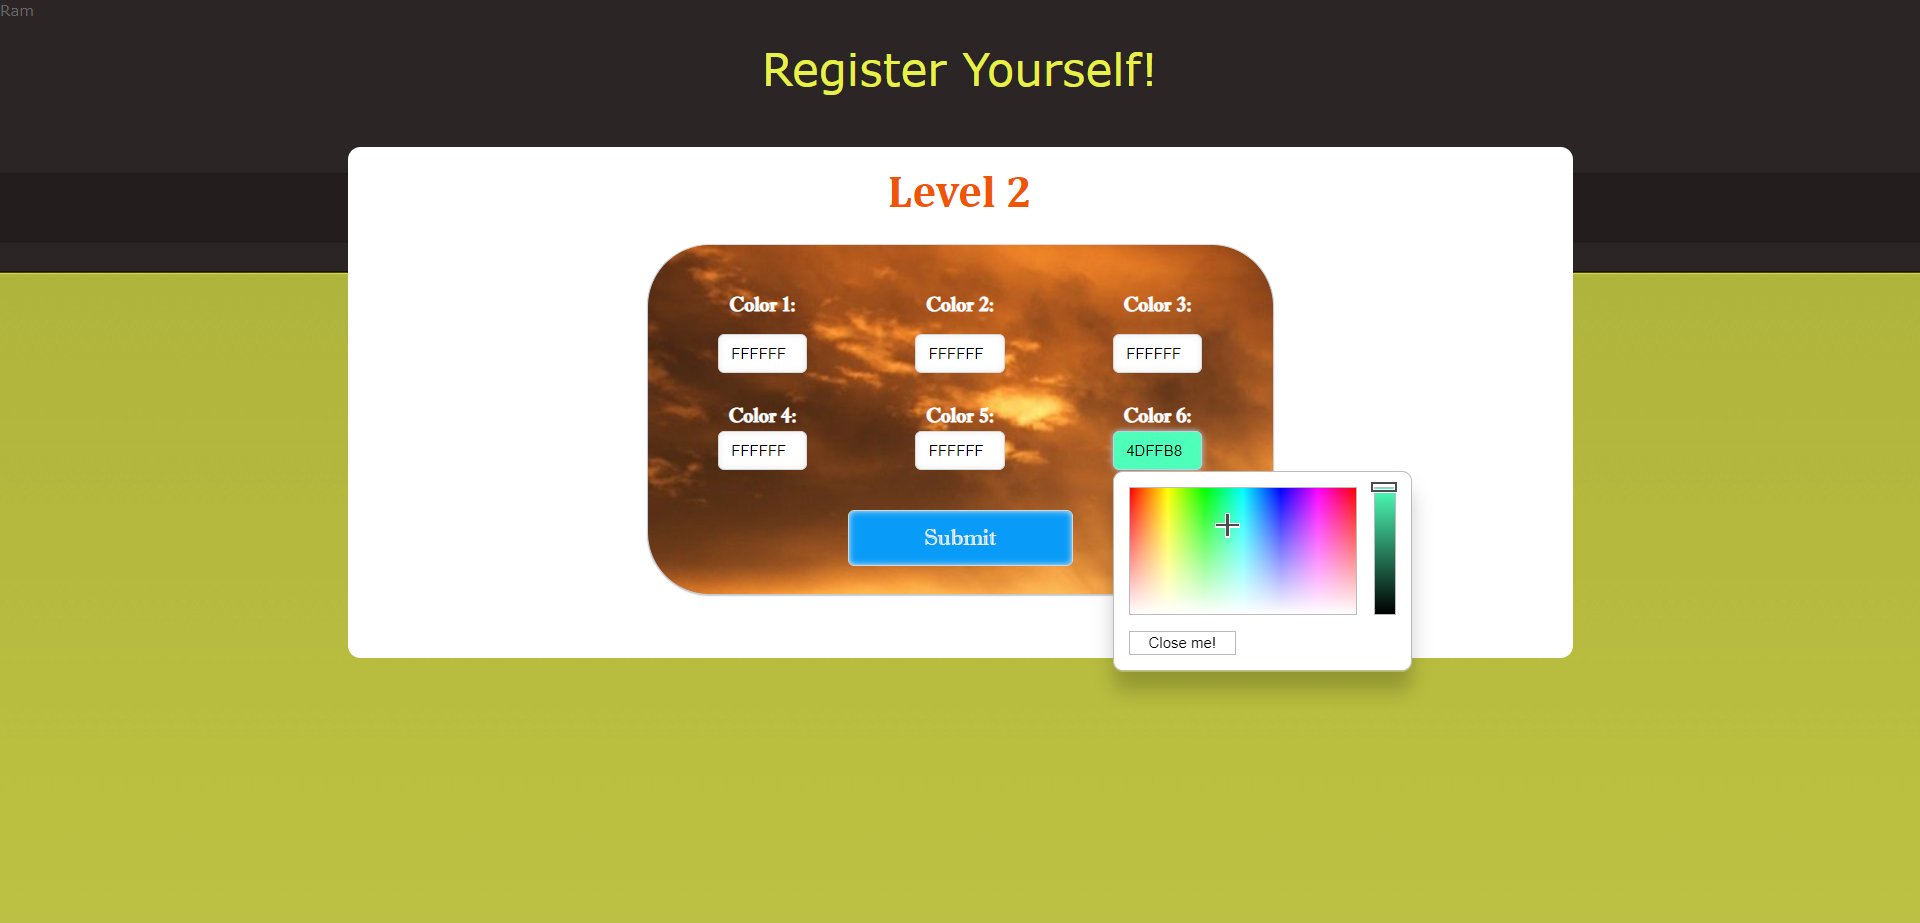 Ram
Register Yourself!
Level 2
Color 1: Color 2: Color 3:
FFFFFF FFFFFF FFFFFF
Color 4: Color 5: Color 6:
FFFFFF FFFFFF 4DFFB8
Submit
Close me!